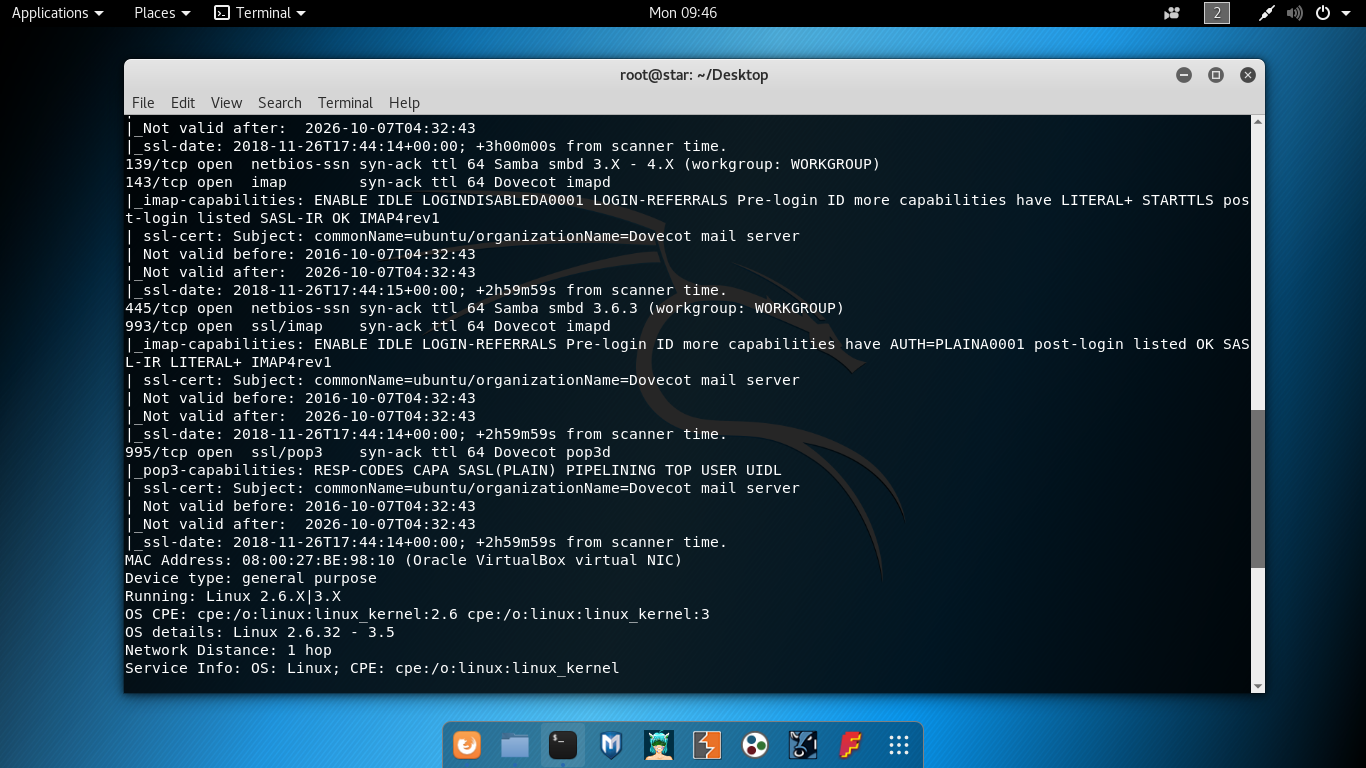 Applications Places Terminal Mon 09:46 2
root@star: ~/Desktop
File Edit View Search Terminal Help
|_Not valid after:  2026-10-07T04:32:43
|_ssl-date: 2018-11-26T17:44:14+00:00; +3h00m00s from scanner time.
139/tcp open  netbios-ssn syn-ack ttl 64 Samba smbd 3.X - 4.X (workgroup: WORKGROUP)
143/tcp open  imap        syn-ack ttl 64 Dovecot imapd
|_imap-capabilities: ENABLE IDLE LOGINDISABLEDA0001 LOGIN-REFERRALS Pre-login ID more capabilities have LITERAL+ STARTTLS pos
t-login listed SASL-IR OK IMAP4rev1
| ssl-cert: Subject: commonName=ubuntu/organizationName=Dovecot mail server
| Not valid before: 2016-10-07T04:32:43
|_Not valid after:  2026-10-07T04:32:43
|_ssl-date: 2018-11-26T17:44:15+00:00; +2h59m59s from scanner time.
445/tcp open  netbios-ssn syn-ack ttl 64 Samba smbd 3.6.3 (workgroup: WORKGROUP)
993/tcp open  ssl/imap    syn-ack ttl 64 Dovecot imapd
|_imap-capabilities: ENABLE IDLE LOGIN-REFERRALS Pre-login ID more capabilities have AUTH=PLAINA0001 post-login listed OK SAS
L-IR LITERAL+ IMAP4rev1
| ssl-cert: Subject: commonName=ubuntu/organizationName=Dovecot mail server
| Not valid before: 2016-10-07T04:32:43
|_Not valid after:  2026-10-07T04:32:43
|_ssl-date: 2018-11-26T17:44:14+00:00; +2h59m59s from scanner time.
995/tcp open  ssl/pop3    syn-ack ttl 64 Dovecot pop3d
|_pop3-capabilities: RESP-CODES CAPA SASL(PLAIN) PIPELINING TOP USER UIDL
| ssl-cert: Subject: commonName=ubuntu/organizationName=Dovecot mail server
| Not valid before: 2016-10-07T04:32:43
|_Not valid after:  2026-10-07T04:32:43
|_ssl-date: 2018-11-26T17:44:14+00:00; +2h59m59s from scanner time.
MAC Address: 08:00:27:BE:98:10 (Oracle VirtualBox virtual NIC)
Device type: general purpose
Running: Linux 2.6.X|3.X
OS CPE: cpe:/o:linux:linux_kernel:2.6 cpe:/o:linux:linux_kernel:3
OS details: Linux 2.6.32 - 3.5
Network Distance: 1 hop
Service Info: OS: Linux; CPE: cpe:/o:linux:linux_kernel